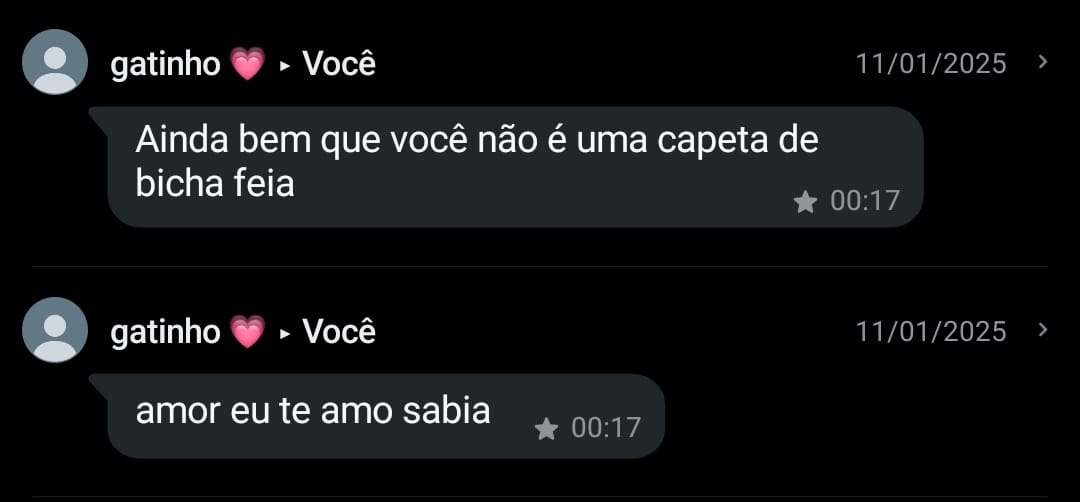 gatinho 💗 ▸ Você 11/01/2025 >
Ainda bem que você não é uma capeta de
bicha feia
★ 00:17
gatinho 💗 ▸ Você 11/01/2025 >
amor eu te amo sabia ★ 00:17